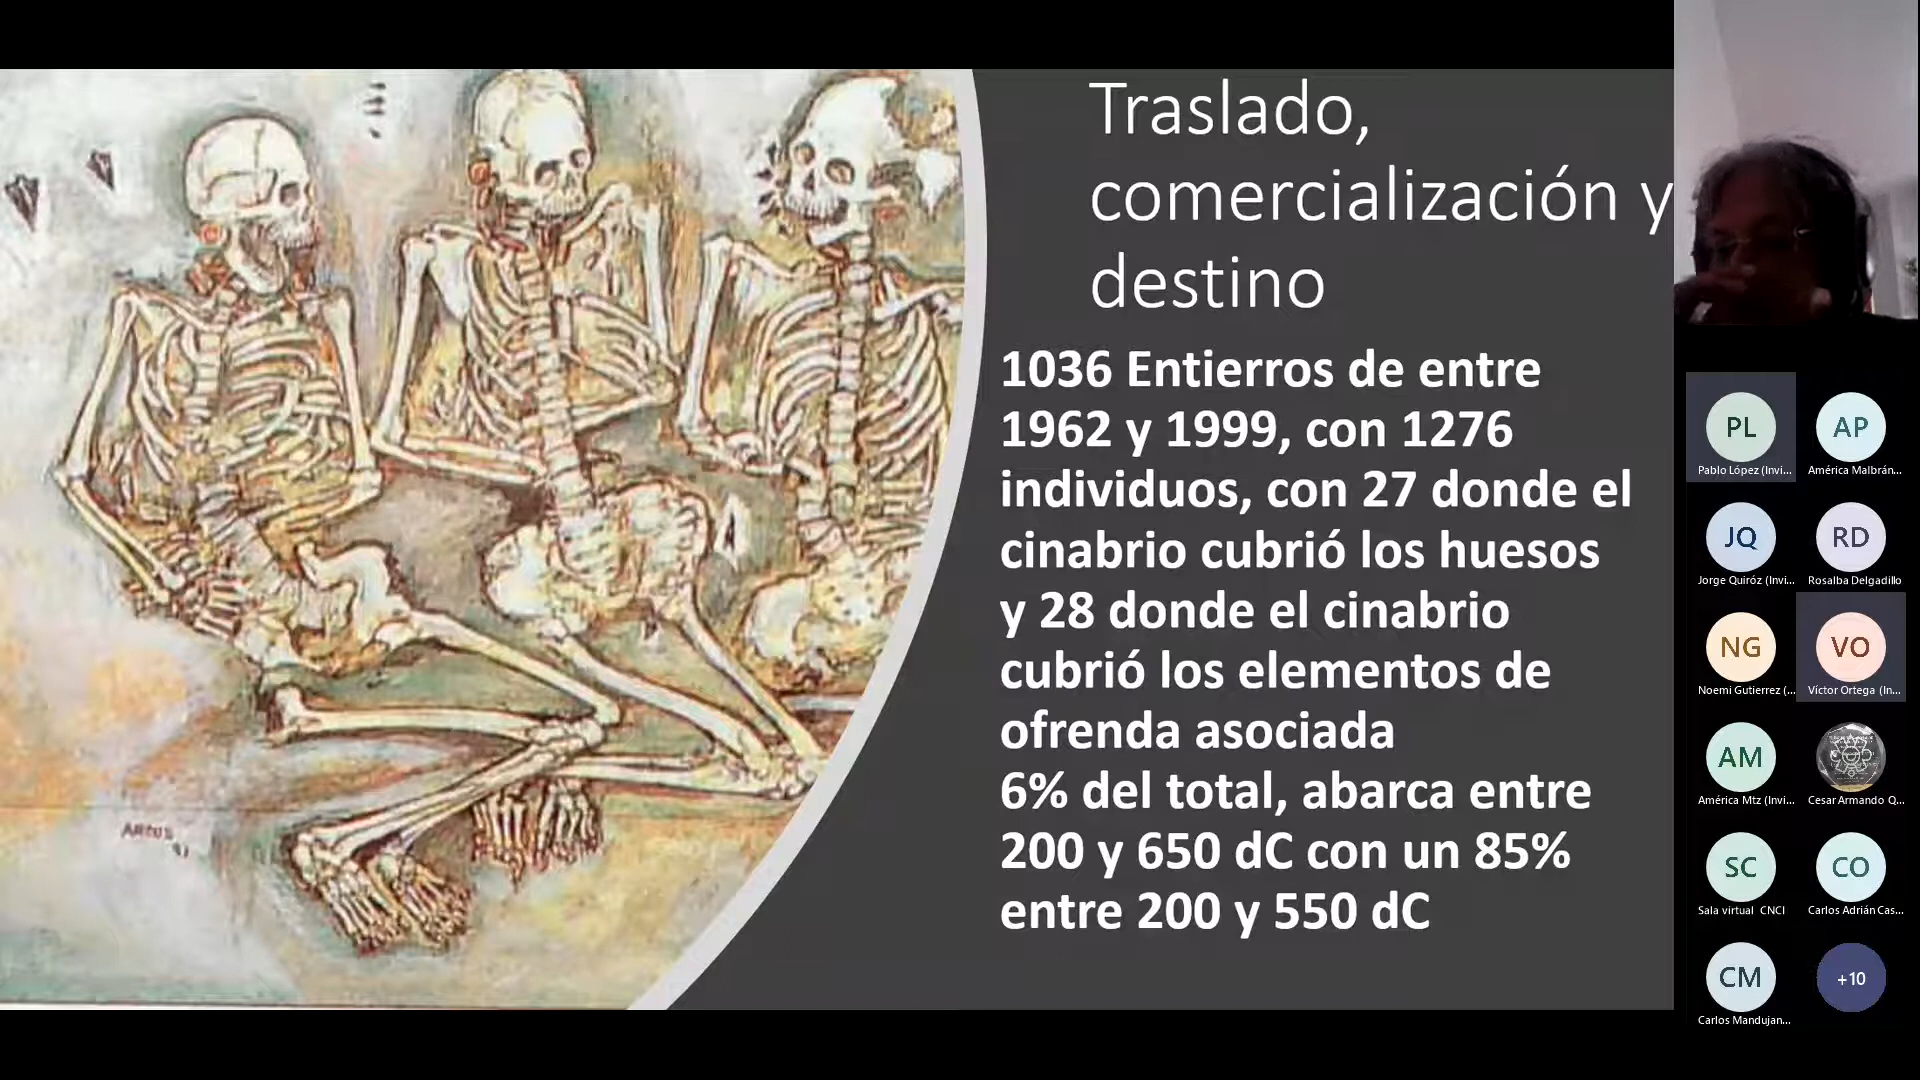 Traslado,
comercialización y
destino
1036 Entierros de entre
1962 y 1999, con 1276
individuos, con 27 donde el
cinabrio cubrió los huesos
y 28 donde el cinabrio
cubrió los elementos de
ofrenda asociada
6% del total, abarca entre
200 y 650 dC con un 85%
entre 200 y 550 dC
PL
Pablo López (Invi...
AP
América Malbrán...
JQ
Jorge Quiróz (Invi...
RD
Rosalba Delgadillo
NG
Noemi Gutierrez (...
VO
Víctor Ortega (In...
AM
América Mtz (Invi...
Cesar Armando Q...
SC
Sala virtual CNCI
CO
Carlos Adrián Cas...
CM
Carlos Mandujan...
+10